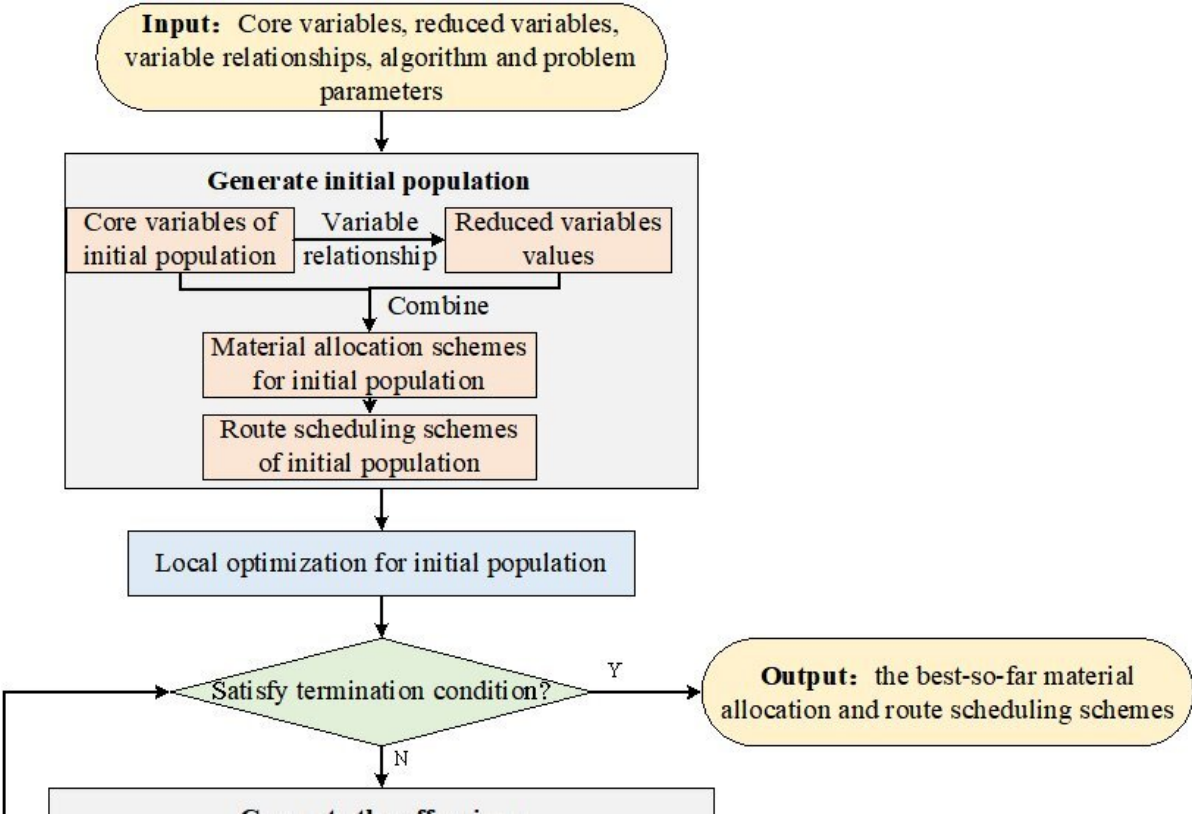 Input: Core variables, reduced variables,
variable relationships, algorithm and problem
parameters
Generate initial population
Core variables of
initial population
Variable
relationship
Reduced variables
values
Combine
Material allocation schemes
for initial population
Route scheduling schemes
of initial population
Local optimization for initial population
Satisfy termination condition?
Y
Output: the best-so-far material
allocation and route scheduling schemes
N